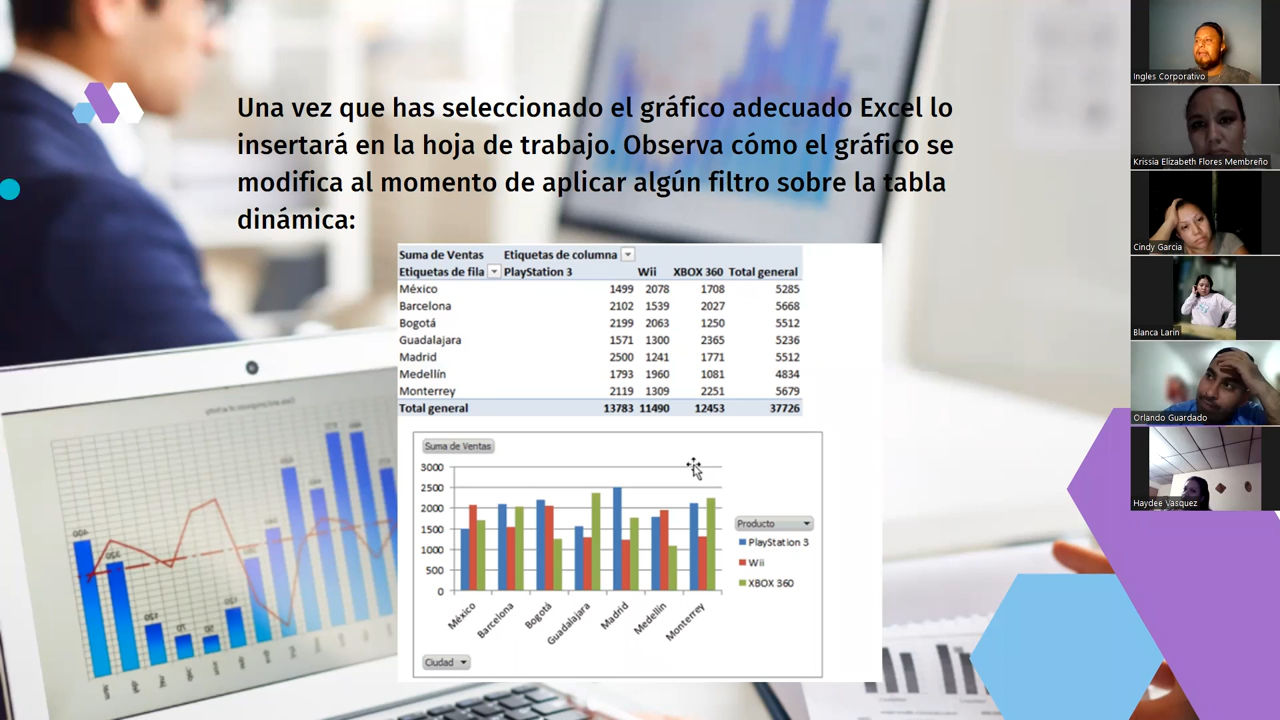 Una vez que has seleccionado el gráfico adecuado Excel lo
insertará en la hoja de trabajo. Observa cómo el gráfico se
modifica al momento de aplicar algún filtro sobre la tabla
dinámica:
Suma de Ventas Etiquetas de columna
Etiquetas de fila PlayStation 3 Wii XBOX 360 Total general
México 1499 2078 1708 5285
Barcelona 2102 1539 2027 5668
Bogotá 2199 2063 1250 5512
Guadalajara 1571 1300 2365 5236
Madrid 2500 1241 1771 5512
Medellín 1793 1960 1081 4834
Monterrey 2119 1309 2251 5679
Total general 13783 11490 12453 37726
Suma de Ventas
3000
2500
2000
1500
1000
500
0
México Barcelona Bogotá Guadalajara Madrid Medellín Monterrey
Producto
PlayStation 3
Wii
XBOX 360
Ciudad
Ingles Corporativo
Krissia Elizabeth Flores Membreño
Cindy Garcia
Blanca Larin
Orlando Guardado
Haydee Vasquez